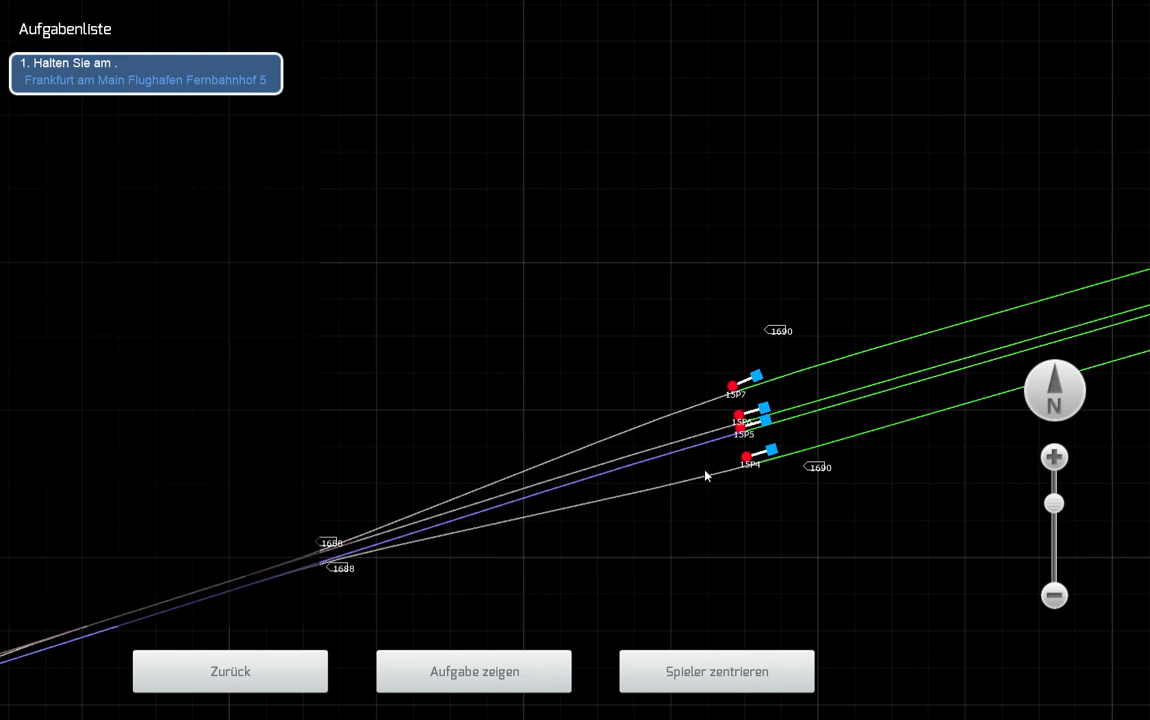 Aufgabenliste
1. Halten Sie am .
Frankfurt am Main Flughafen Fernbahnhof 5
1690
15P7
15P5
15P4
1690
1688
1688
N
Zurück
Aufgabe zeigen
Spieler zentrieren